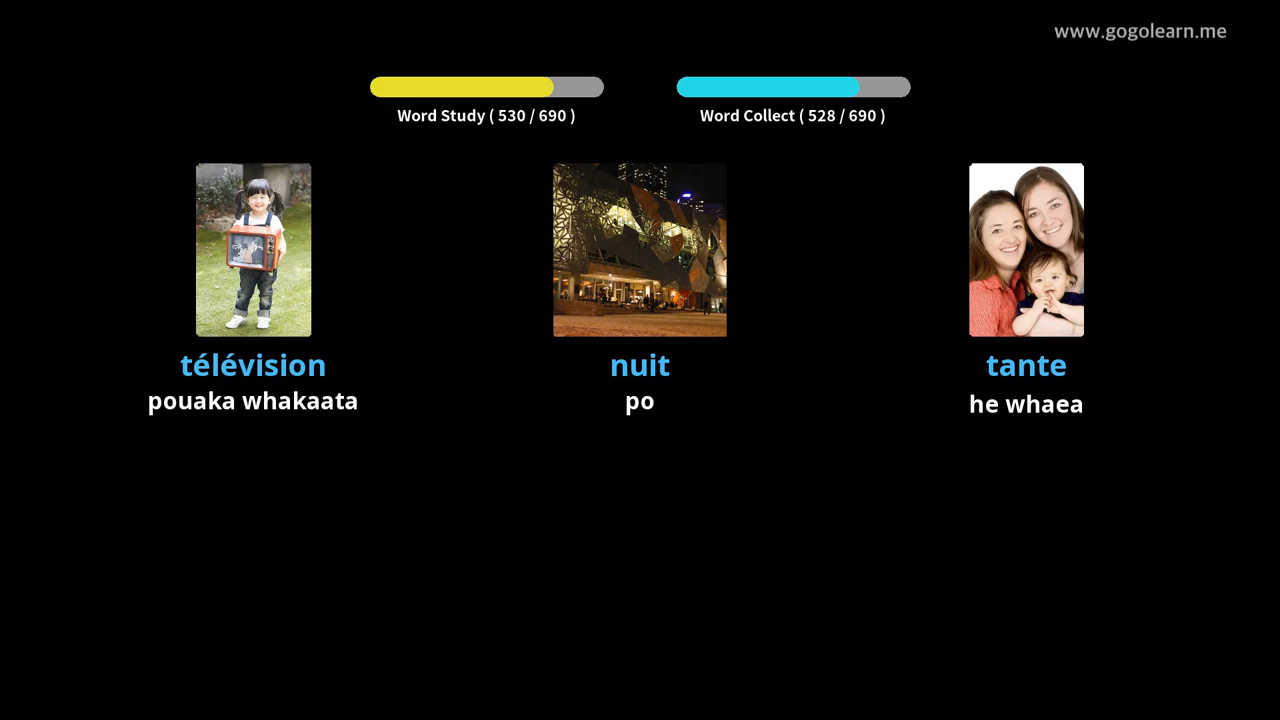 www.gogolearn.me
Word Study ( 530 / 690 )
Word Collect ( 528 / 690 )
télévision
pouaka whakaata
nuit
po
tante
he whaea